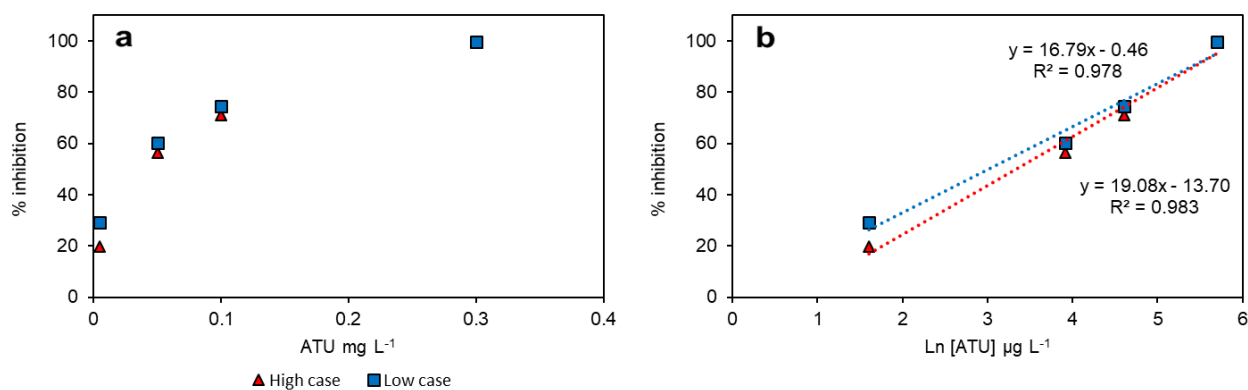 a
100
80
60
40
20
0
% inhibition
0 0.1 0.2 0.3 0.4
ATU mg L⁻¹
High case Low case
b
y = 16.79x - 0.46
R² = 0.978
y = 19.08x - 13.70
R² = 0.983
100
80
60
40
20
0
% inhibition
0 1 2 3 4 5 6
Ln [ATU] µg L⁻¹